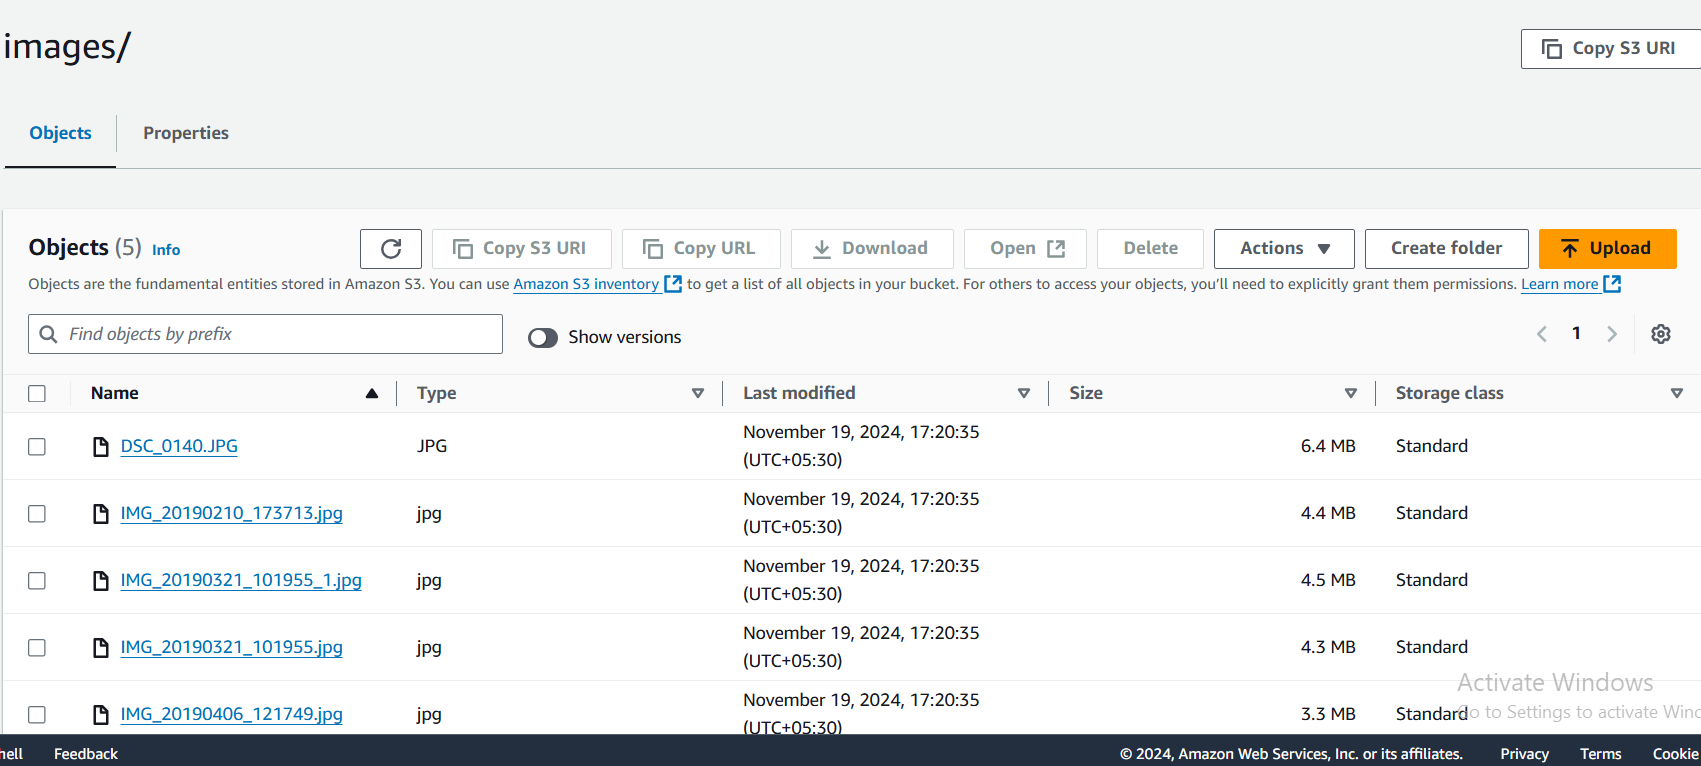 images/
Copy S3 URI
Objects Properties
Objects (5) Info
Copy S3 URI Copy URL Download Open Delete Actions Create folder Upload
Objects are the fundamental entities stored in Amazon S3. You can use Amazon S3 inventory to get a list of all objects in your bucket. For others to access your objects, you'll need to explicitly grant them permissions. Learn more
Find objects by prefix Show versions 1
Name Type Last modified Size Storage class
DSC_0140.JPG JPG November 19, 2024, 17:20:35 (UTC+05:30) 6.4 MB Standard
IMG_20190210_173713.jpg jpg November 19, 2024, 17:20:35 (UTC+05:30) 4.4 MB Standard
IMG_20190321_101955_1.jpg jpg November 19, 2024, 17:20:35 (UTC+05:30) 4.5 MB Standard
IMG_20190321_101955.jpg jpg November 19, 2024, 17:20:35 (UTC+05:30) 4.3 MB Standard
IMG_20190406_121749.jpg jpg November 19, 2024, 17:20:35 (UTC+05:30) 3.3 MB Standard
Activate Windows
Go to Settings to activate Wind
hell Feedback © 2024, Amazon Web Services, Inc. or its affiliates. Privacy Terms Cookie